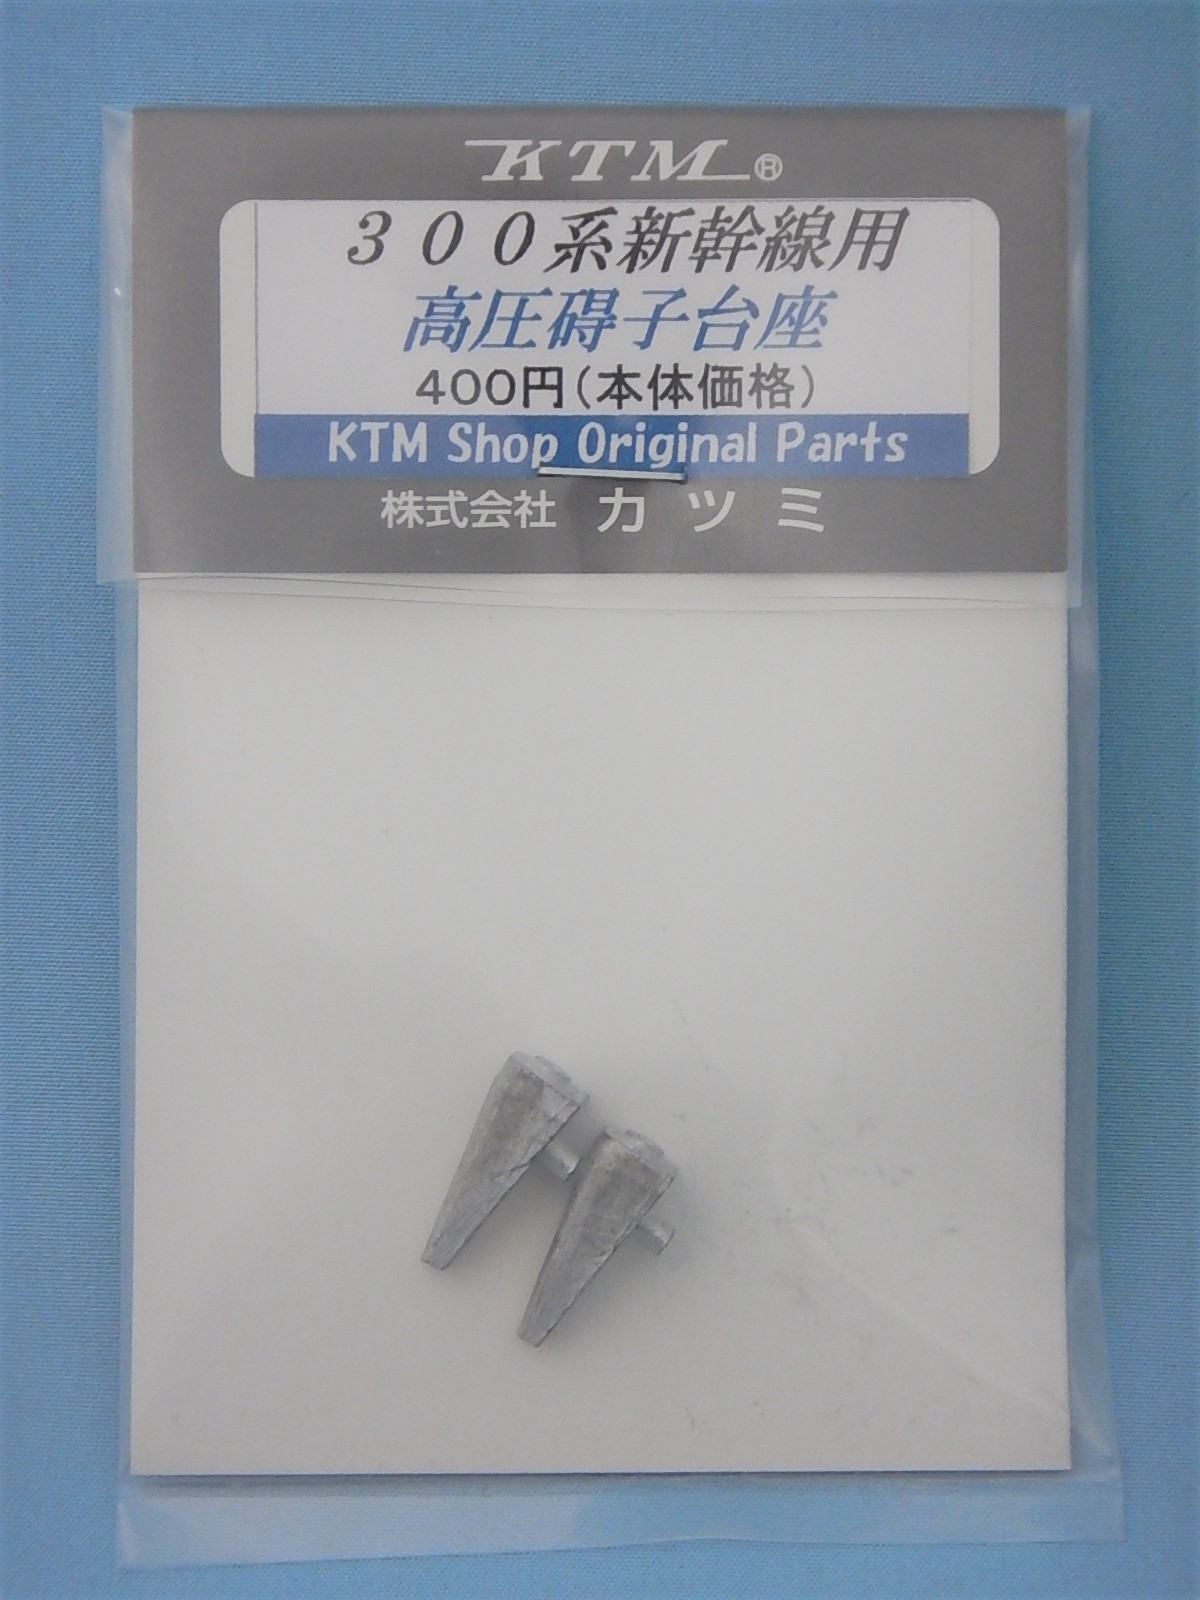 KTM®
３００系新幹線用
高圧碍子台座
400円(本体価格)
KTM Shop Original Parts
株式会社 カツミ